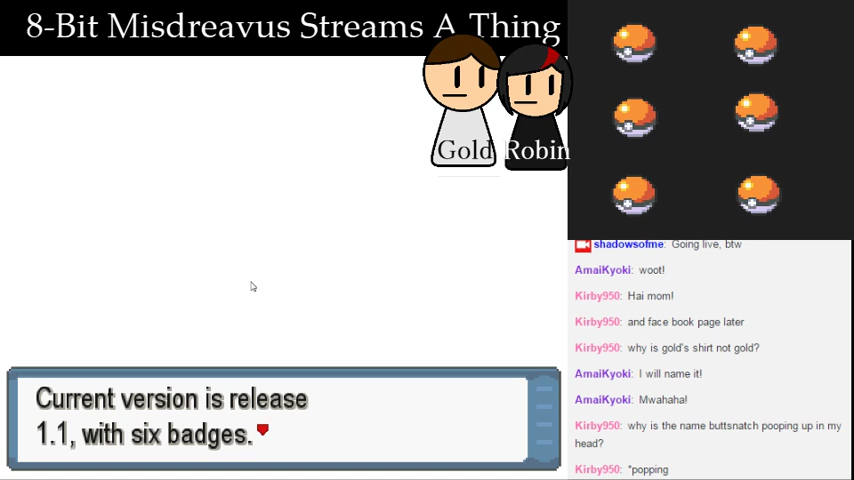 8-Bit Misdreavus Streams A Thing
Gold Robin
shadowsofme: Going live, btw
AmaiKyoki: woot!
Kirby950: Hai mom!
Kirby950: and face book page later
Kirby950: why is gold's shirt not gold?
AmaiKyoki: I will name it!
AmaiKyoki: Mwahaha!
Kirby950: why is the name buttsnatch pooping up in my
head?
Kirby950: *popping
Current version is release
1.1, with six badges.